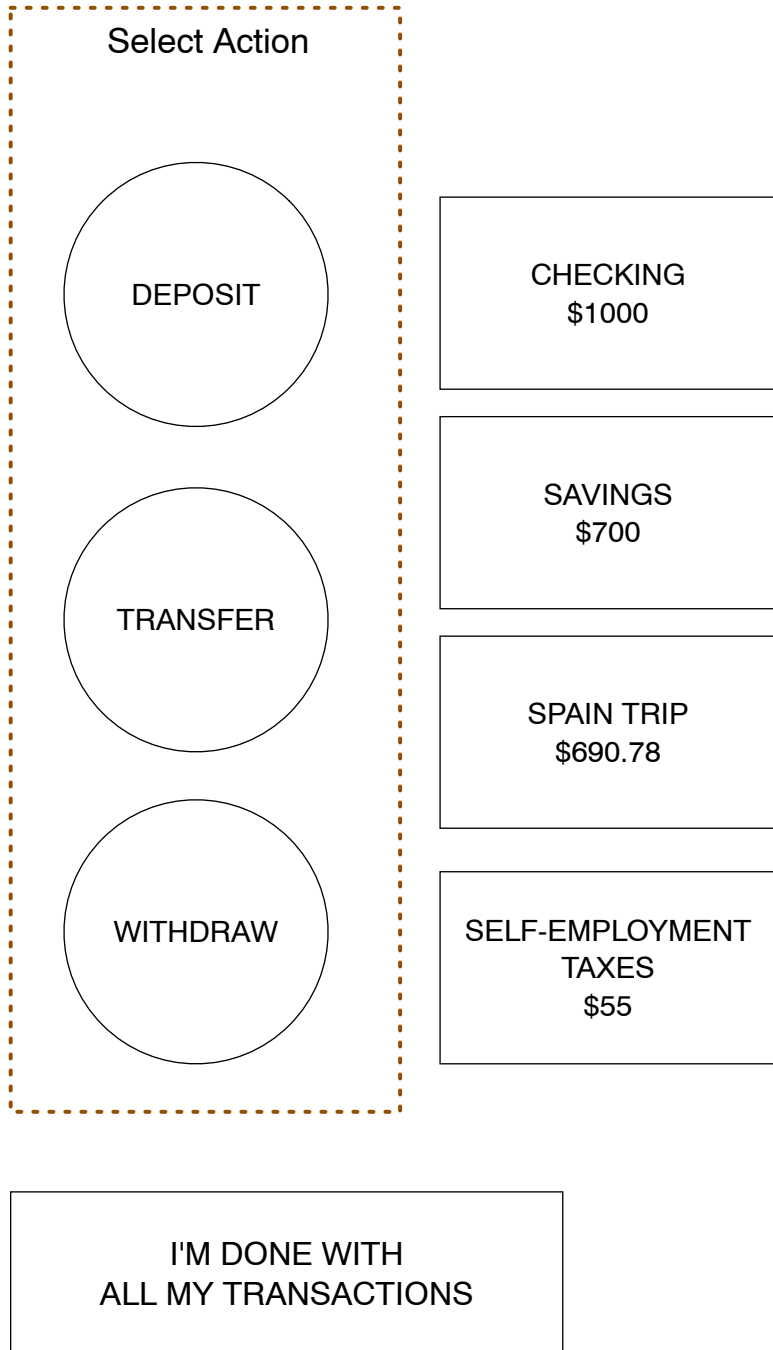 Select Action
DEPOSIT
TRANSFER
WITHDRAW
CHECKING
$1000
SAVINGS
$700
SPAIN TRIP
$690.78
SELF-EMPLOYMENT
TAXES
$55
I'M DONE WITH
ALL MY TRANSACTIONS